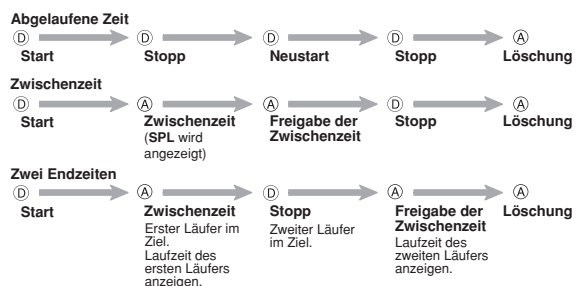 Abgelaufene Zeit
D D D D A
Start Stopp Neustart Stopp Löschung
Zwischenzeit
D A A D A
Start Zwischenzeit Freigabe der Stopp Löschung
(SPL wird Zwischenzeit
angezeigt)
Zwei Endzeiten
D A D A A
Start Zwischenzeit Stopp Freigabe der Löschung
Erster Läufer im Zweiter Läufer Zwischenzeit
Ziel. im Ziel. Laufzeit des
Laufzeit des zweiten Läufers
ersten Läufers anzeigen.
anzeigen.